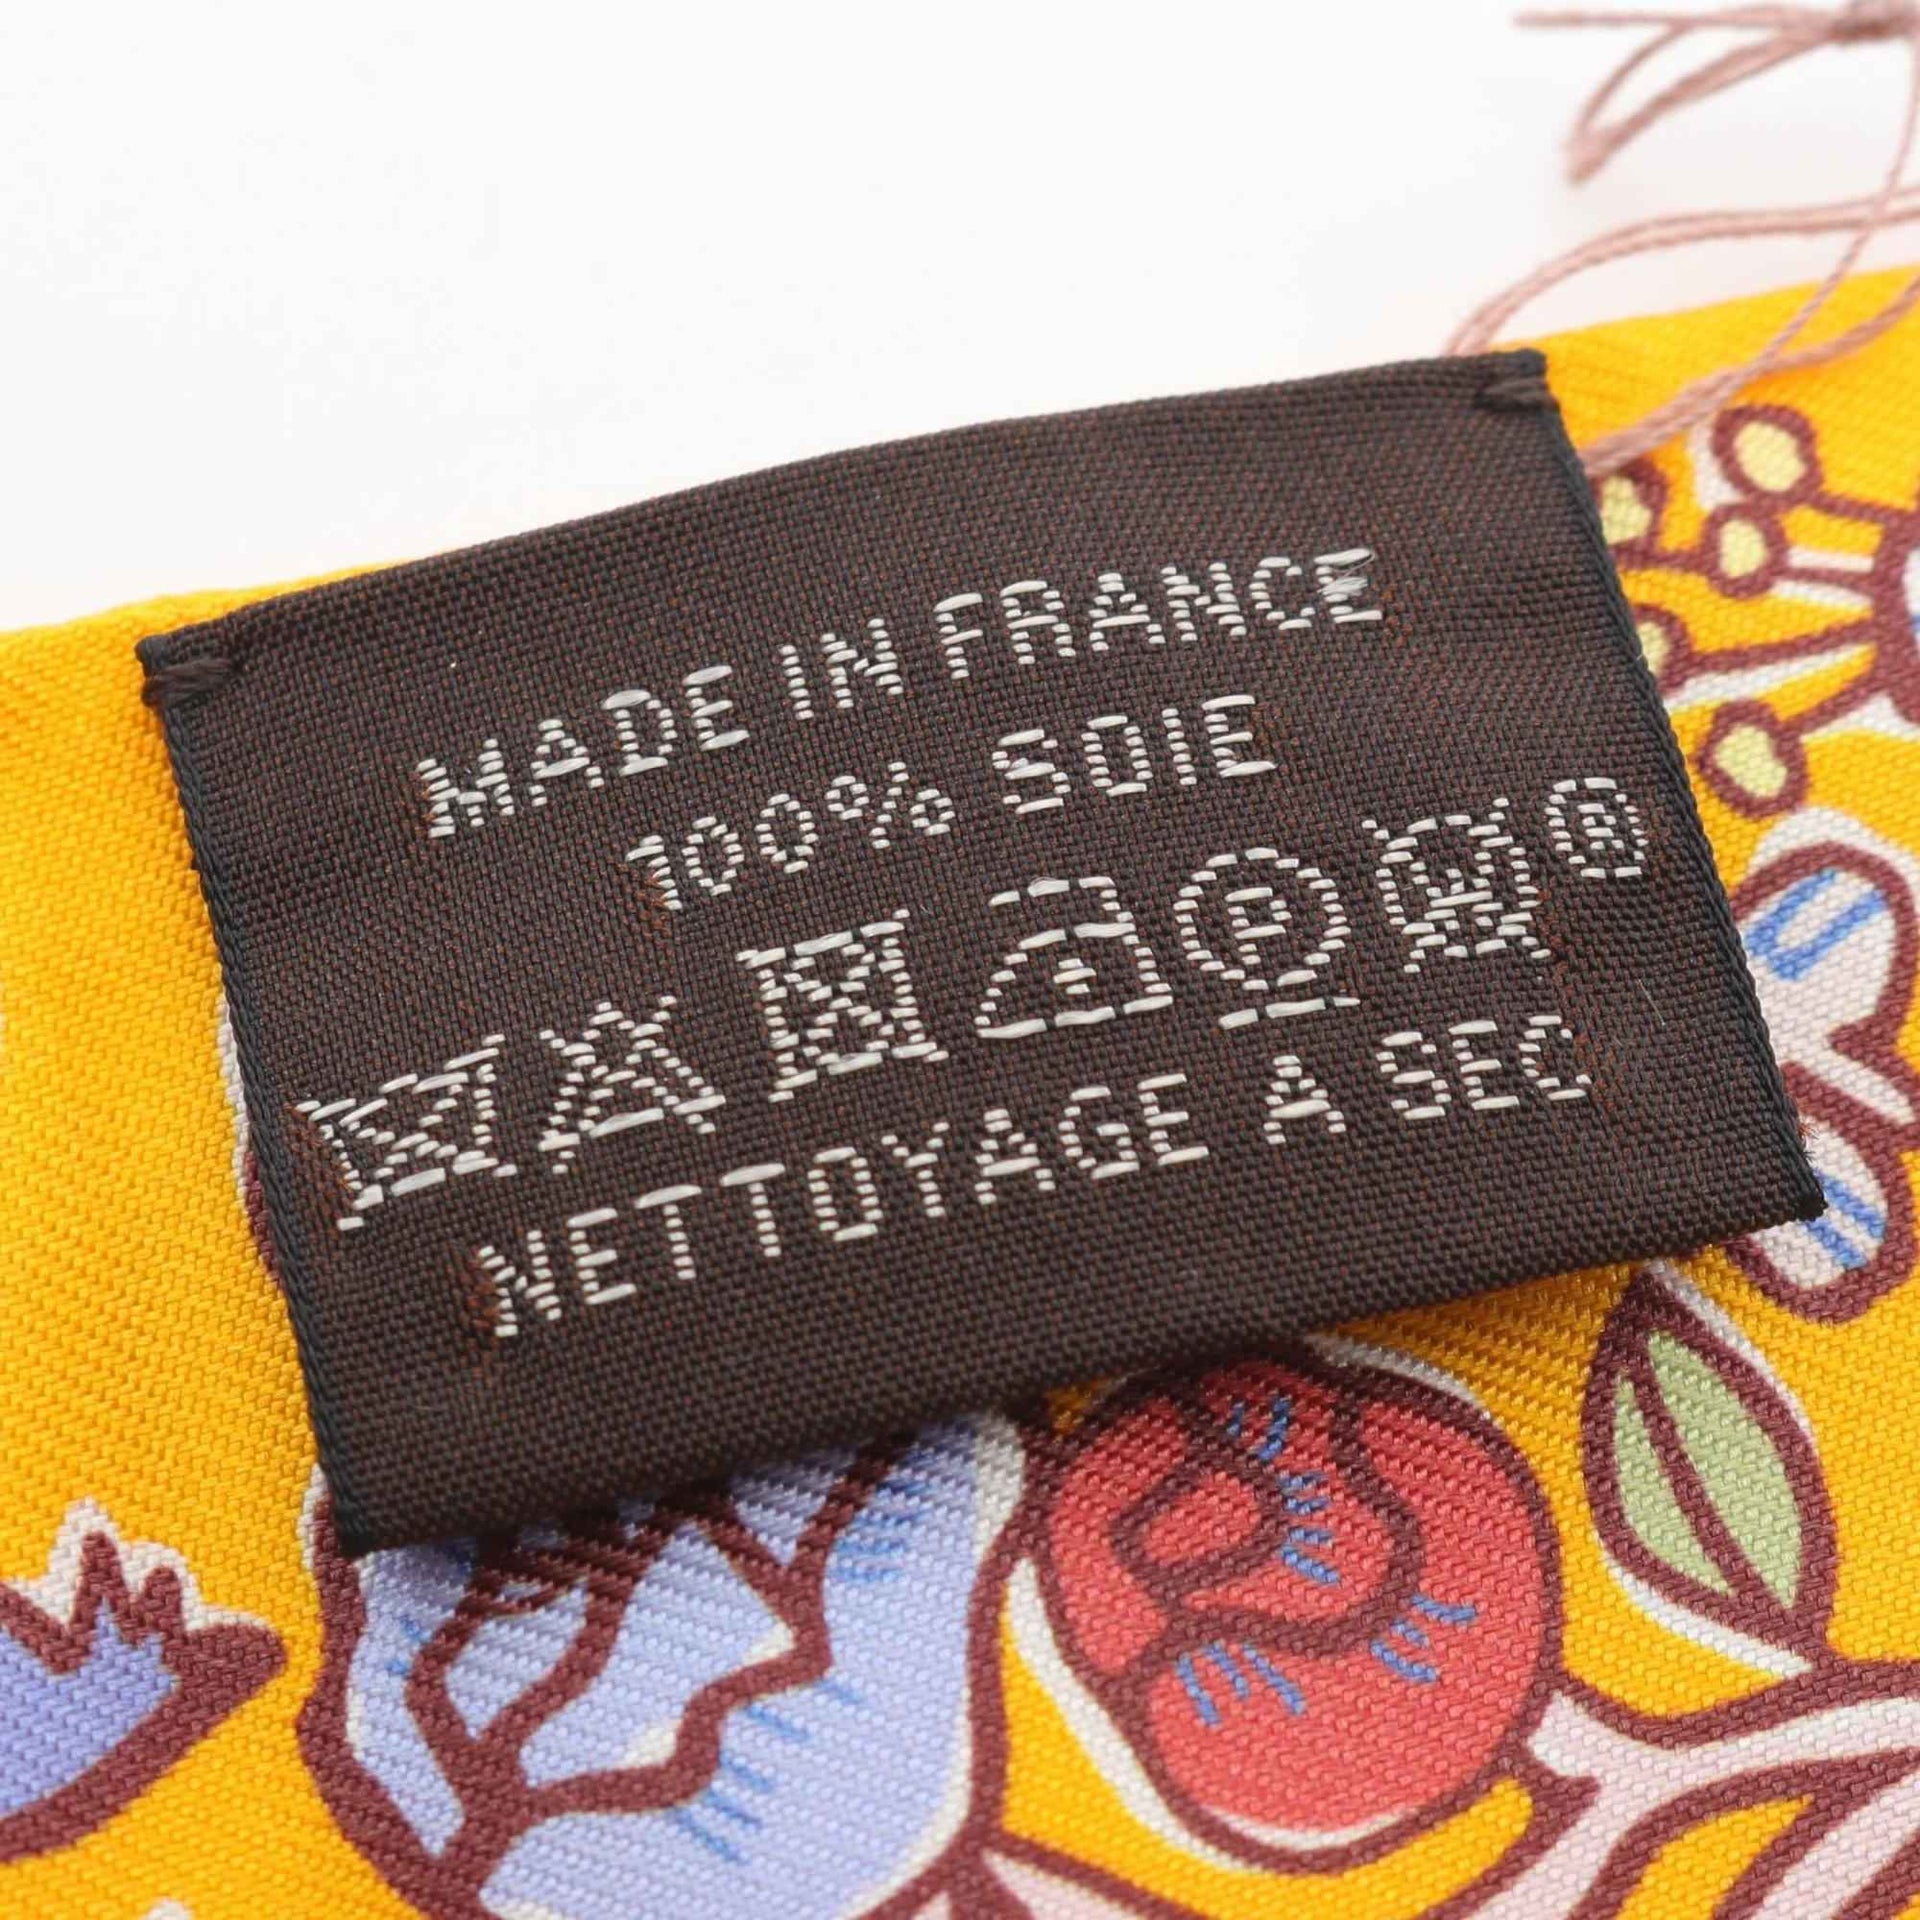 MADE IN FRANCE
100% SOIE
P W ®
NETTOYAGE A SEC